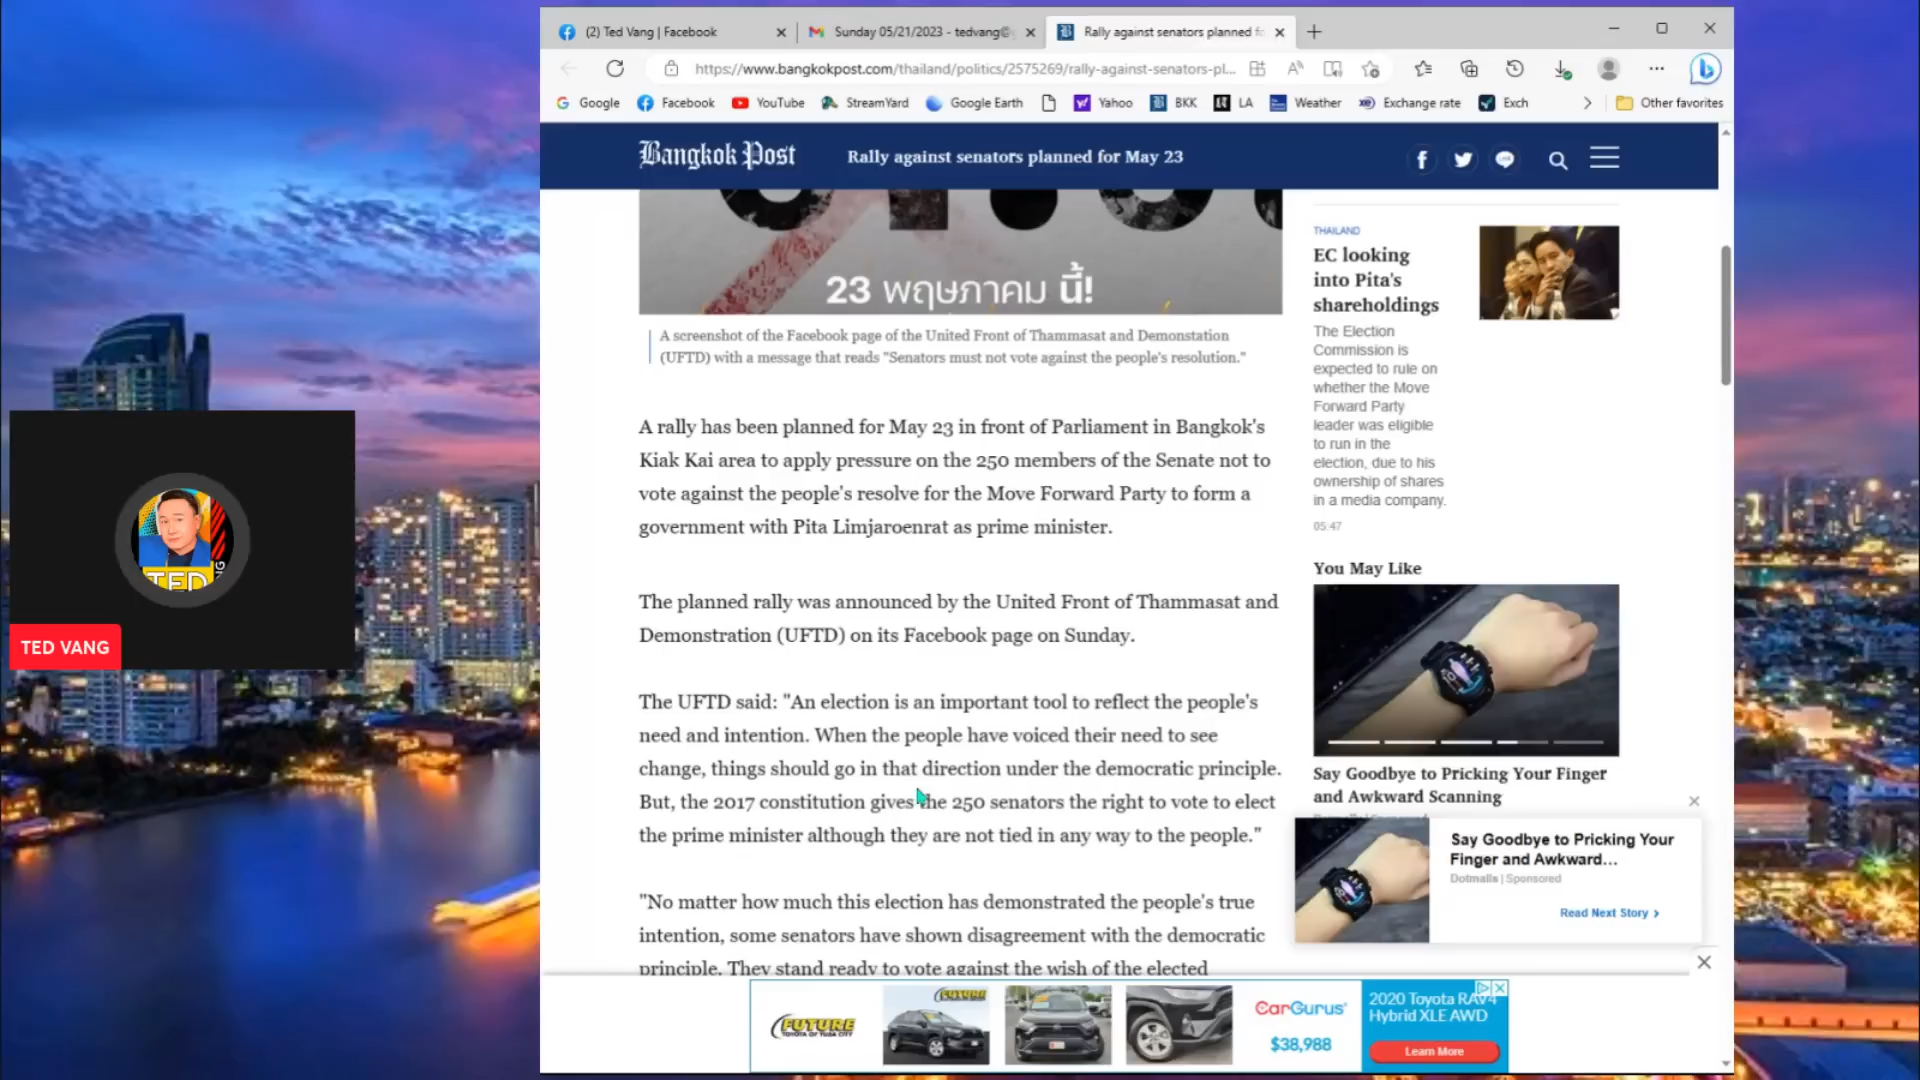 (2) Ted Vang | Facebook
Sunday 05/21/2023 - tedvang@
Rally against senators planned fo
https://www.bangkokpost.com/thailand/politics/2575269/rally-against-senators-pl...
Google
Facebook
YouTube
StreamYard
Google Earth
Yahoo
BKK
LA
Weather
Exchange rate
Exch
Other favorites
Bangkok Post
Rally against senators planned for May 23
23 พฤษภาคม นี้!
A screenshot of the Facebook page of the United Front of Thammasat and Demonstation
(UFTD) with a message that reads "Senators must not vote against the people's resolution."
A rally has been planned for May 23 in front of Parliament in Bangkok's
Kiak Kai area to apply pressure on the 250 members of the Senate not to
vote against the people's resolve for the Move Forward Party to form a
government with Pita Limjaroenrat as prime minister.
The planned rally was announced by the United Front of Thammasat and
Demonstration (UFTD) on its Facebook page on Sunday.
The UFTD said: "An election is an important tool to reflect the people's
need and intention. When the people have voiced their need to see
change, things should go in that direction under the democratic principle.
But, the 2017 constitution gives the 250 senators the right to vote to elect
the prime minister although they are not tied in any way to the people."
"No matter how much this election has demonstrated the people's true
intention, some senators have shown disagreement with the democratic
principle. They stand ready to vote against the wish of the elected
THAILAND
EC looking
into Pita's
shareholdings
The Election
Commission is
expected to rule on
whether the Move
Forward Party
leader was eligible
to run in the
election, due to his
ownership of shares
in a media company.
05:47
You May Like
Say Goodbye to Pricking Your Finger
and Awkward Scanning
Say Goodbye to Pricking Your
Finger and Awkward...
Dotmalls | Sponsored
Read Next Story
FUTURE
TOYOTA OF YUBA CITY
FUTURE
CarGurus
$38,988
2020 Toyota RAV4
Hybrid XLE AWD
Learn More
TED
TED VANG